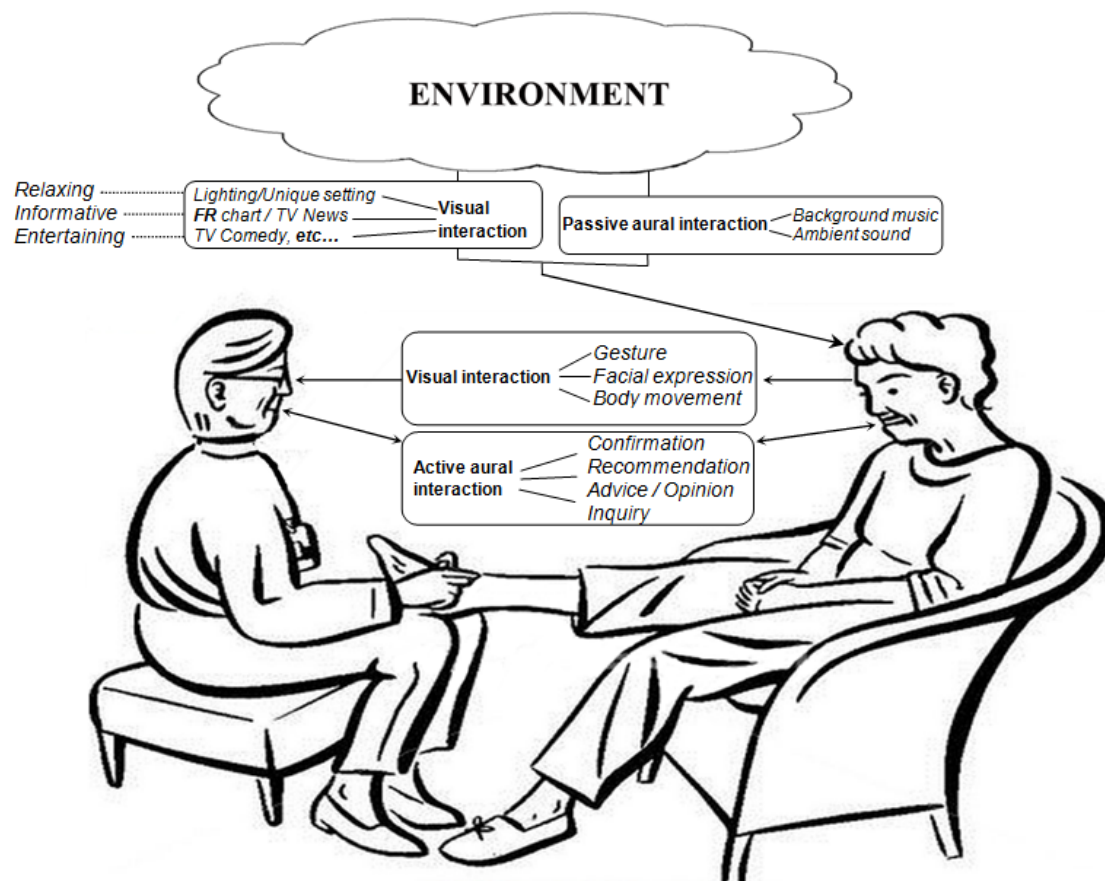 ENVIRONMENT
Relaxing
Informative
Entertaining
Lighting/Unique setting
FR chart / TV News
TV Comedy, etc...
Visual
interaction
Passive aural interaction
Background music
Ambient sound
Visual interaction
Gesture
Facial expression
Body movement
Active aural
interaction
Confirmation
Recommendation
Advice / Opinion
Inquiry